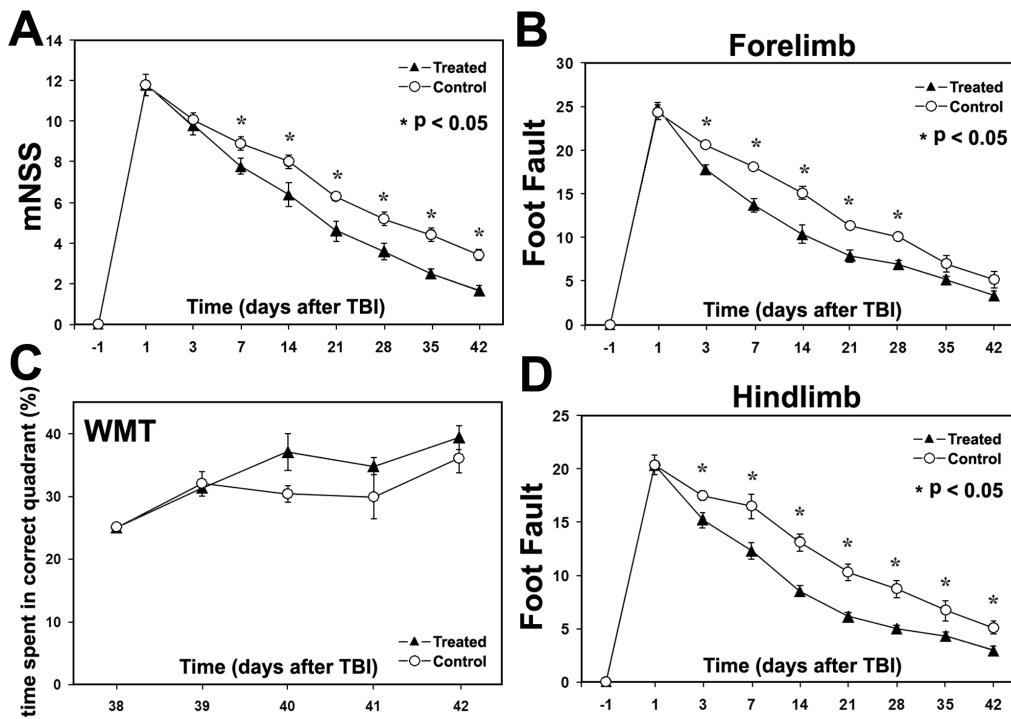 A
mNSS
14
12
10
8
6
4
2
0
Treated
Control
* p < 0.05
*
*
*
*
*
*
Time (days after TBI)
-1 1 3 7 14 21 28 35 42
B
Forelimb
Foot Fault
30
25
20
15
10
5
0
Treated
Control
* p < 0.05
*
*
*
*
*
Time (days after TBI)
-1 1 3 7 14 21 28 35 42
C
time spent in correct quadrant (%)
WMT
40
30
20
10
0
Treated
Control
Time (days after TBI)
38 39 40 41 42
D
Hindlimb
Foot Fault
25
20
15
10
5
0
Treated
Control
* p < 0.05
*
*
*
*
*
*
*
Time (days after TBI)
-1 1 3 7 14 21 28 35 42